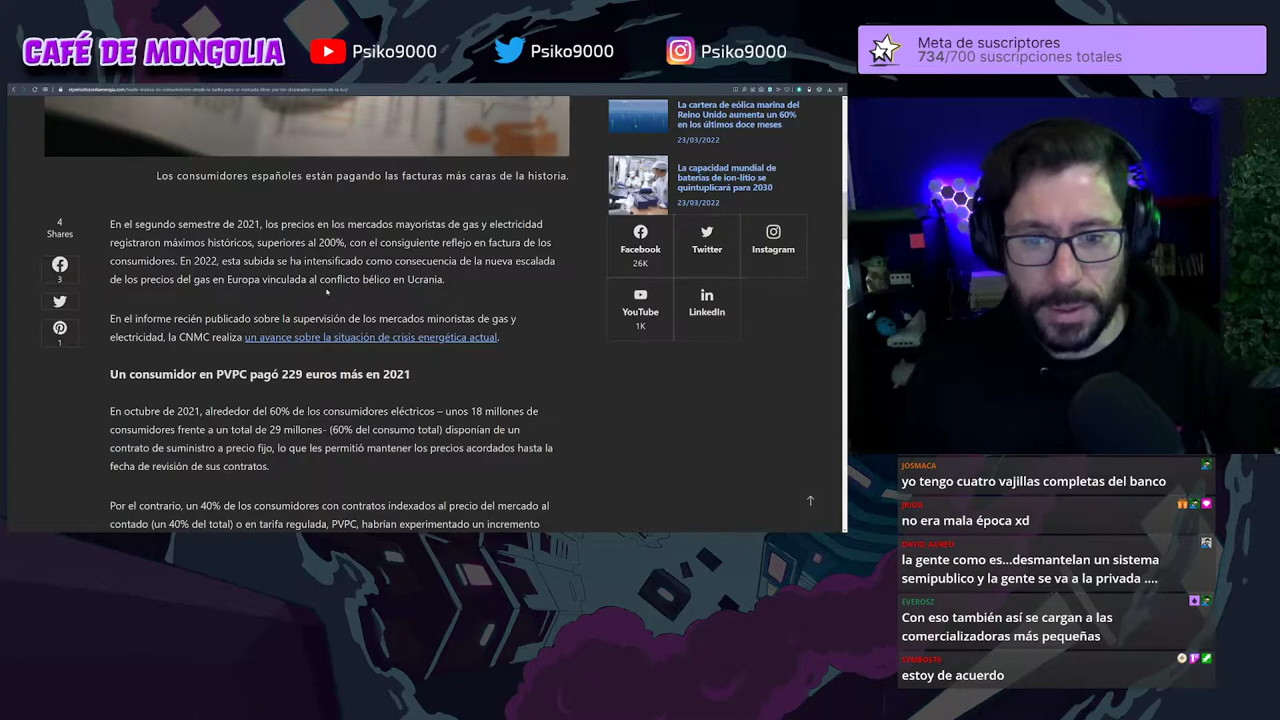 CAFÉ DE MONGOLIA
Psiko9000
Psiko9000
Psiko9000
Meta de suscriptores
734/700 suscripciones totales
Los consumidores españoles están pagando las facturas más caras de la historia.
4
Shares
3
1
En el segundo semestre de 2021, los precios en los mercados mayoristas de gas y electricidad
registraron máximos históricos, superiores al 200%, con el consiguiente reflejo en factura de los
consumidores. En 2022, esta subida se ha intensificado como consecuencia de la nueva escalada
de los precios del gas en Europa vinculada al conflicto bélico en Ucrania.
En el informe recién publicado sobre la supervisión de los mercados minoristas de gas y
electricidad, la CNMC realiza un avance sobre la situación de crisis energética actual.
Un consumidor en PVPC pagó 229 euros más en 2021
En octubre de 2021, alrededor del 60% de los consumidores eléctricos – unos 18 millones de
consumidores frente a un total de 29 millones- (60% del consumo total) disponían de un
contrato de suministro a precio fijo, lo que les permitió mantener los precios acordados hasta la
fecha de revisión de sus contratos.
Por el contrario, un 40% de los consumidores con contratos indexados al precio del mercado al
contado (un 40% del total) o en tarifa regulada, PVPC, habrían experimentado un incremento
La cartera de eólica marina del
Reino Unido aumenta un 60%
en los últimos doce meses
23/03/2022
La capacidad mundial de
baterías de ion-litio se
quintuplicará para 2030
23/03/2022
Facebook
26K
Twitter
Instagram
YouTube
1K
LinkedIn
JOSMACA
yo tengo cuatro vajillas completas del banco
no era mala época xd
la gente como es...desmantelan un sistema
semipublico y la gente se va a la privada ....
EVEROSZ
Con eso también así se cargan a las
comercializadoras más pequeñas
estoy de acuerdo